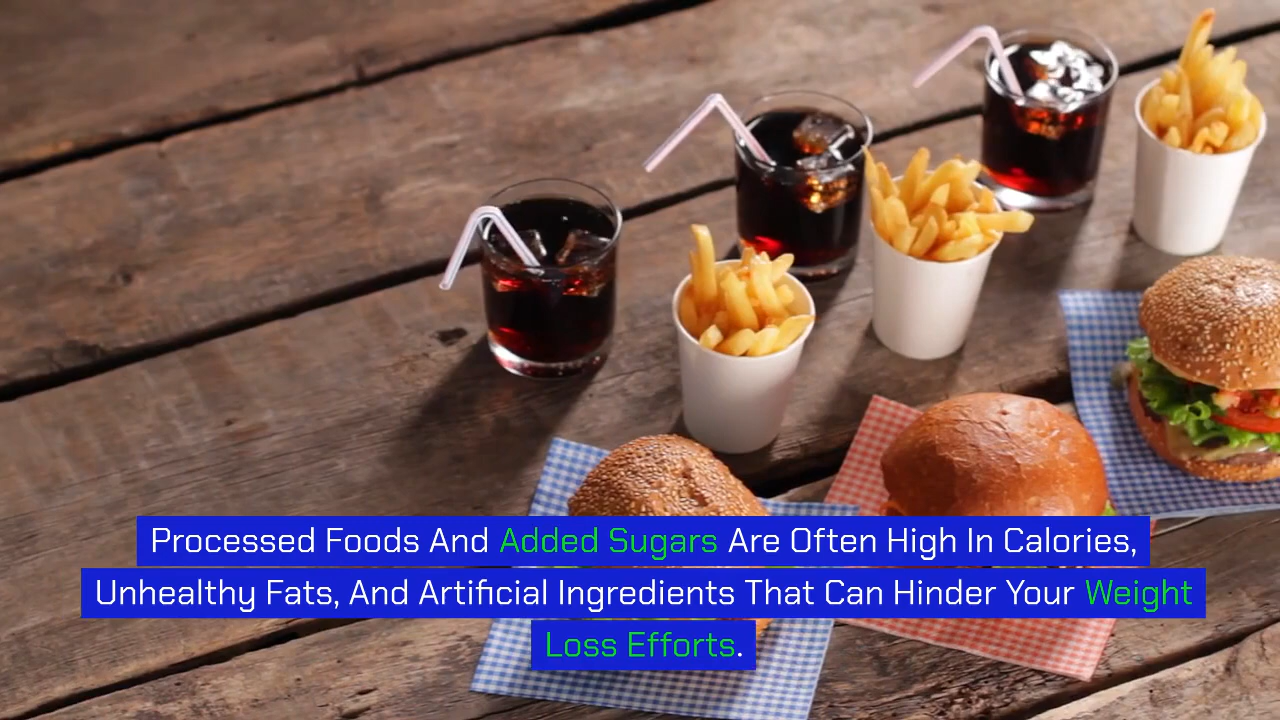 Processed Foods And Added Sugars Are Often High In Calories,
Unhealthy Fats, And Artificial Ingredients That Can Hinder Your Weight
Loss Efforts.